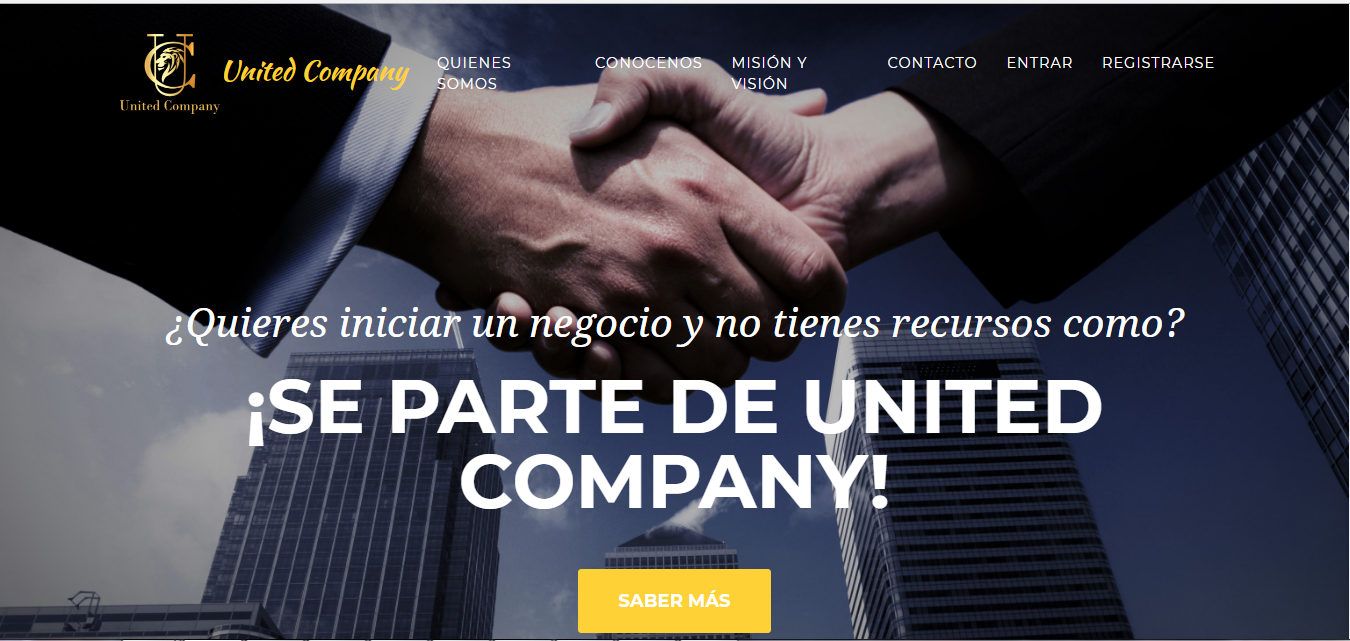 United Company
United Company
QUIENES
SOMOS
CONOCENOS
MISIÓN Y
VISIÓN
CONTACTO
ENTRAR
REGISTRARSE
¿Quieres iniciar un negocio y no tienes recursos como?
¡SE PARTE DE UNITED
COMPANY!
SABER MÁS